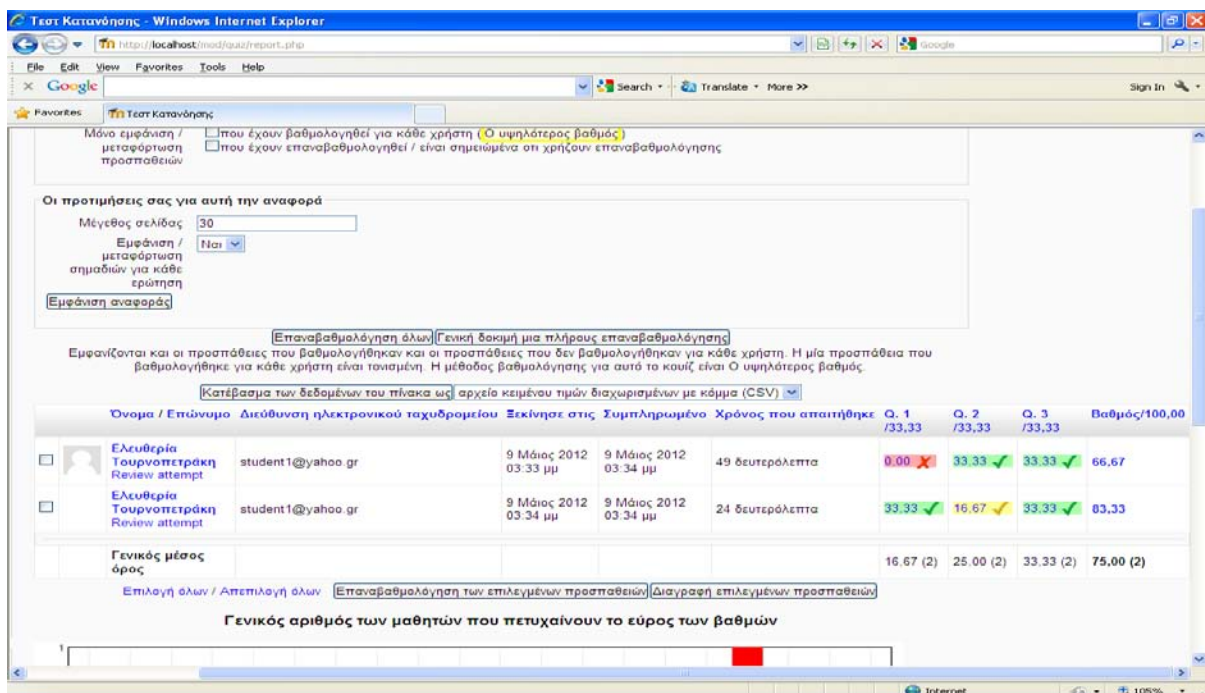 Τεστ Κατανόησης - Windows Internet Explorer
http://localhost/mod/quiz/report.php
Google
File Edit View Favorites Tools Help
Google Search Translate More >> Sign In
Favorites Τεστ Κατανόησης
Μόνο εμφάνιση / μεταφόρτωση προσπαθειών
που έχουν βαθμολογηθεί για κάθε χρήστη (Ο υψηλότερος βαθμός)
που έχουν επαναβαθμολογηθεί / είναι σημειωμένα οτι χρήζουν επαναβαθμολόγησης
Οι προτιμήσεις σας για αυτή την αναφορά
Μέγεθος σελίδας 30
Εμφάνιση / μεταφόρτωση σημαδιών για κάθε ερώτηση Ναι
Εμφάνιση αναφοράς
Επαναβαθμολόγηση όλων Γενική δοκιμή μια πλήρους επαναβαθμολόγησης
Εμφανίζονται και οι προσπάθειες που βαθμολογήθηκαν και οι προσπάθειες που δεν βαθμολογήθηκαν για κάθε χρήστη. Η μία προσπάθεια που
βαθμολογήθηκε για κάθε χρήστη είναι τονισμένη. Η μέθοδος βαθμολόγησης για αυτό το κουίζ είναι Ο υψηλότερος βαθμός.
Κατέβασμα των δεδομένων του πίνακα ως αρχείο κειμένου τιμών διαχωρισμένων με κόμμα (CSV)
Όνομα / Επώνυμο Διεύθυνση ηλεκτρονικού ταχυδρομείου Ξεκίνησε στις Συμπληρωμένο Χρόνος που απαιτήθηκε Q. 1 /33,33 Q. 2 /33,33 Q. 3 /33,33 Βαθμός/100,00
Ελευθερία Τουρνοπετράκη Review attempt student1@yahoo.gr 9 Μάιος 2012 03:33 μμ 9 Μάιος 2012 03:34 μμ 49 δευτερόλεπτα 0.00 33.33 33.33 66,67
Ελευθερία Τουρνοπετράκη Review attempt student1@yahoo.gr 9 Μάιος 2012 03:34 μμ 9 Μάιος 2012 03:34 μμ 24 δευτερόλεπτα 33.33 16.67 33.33 83,33
Γενικός μέσος όρος 16.67 (2) 25.00 (2) 33.33 (2) 75,00 (2)
Επιλογή όλων / Απεπιλογή όλων Επαναβαθμολόγηση των επιλεγμένων προσπαθειών Διαγραφή επιλεγμένων προσπαθειών
Γενικός αριθμός των μαθητών που πετυχαίνουν το εύρος των βαθμών
1
Internet 105%